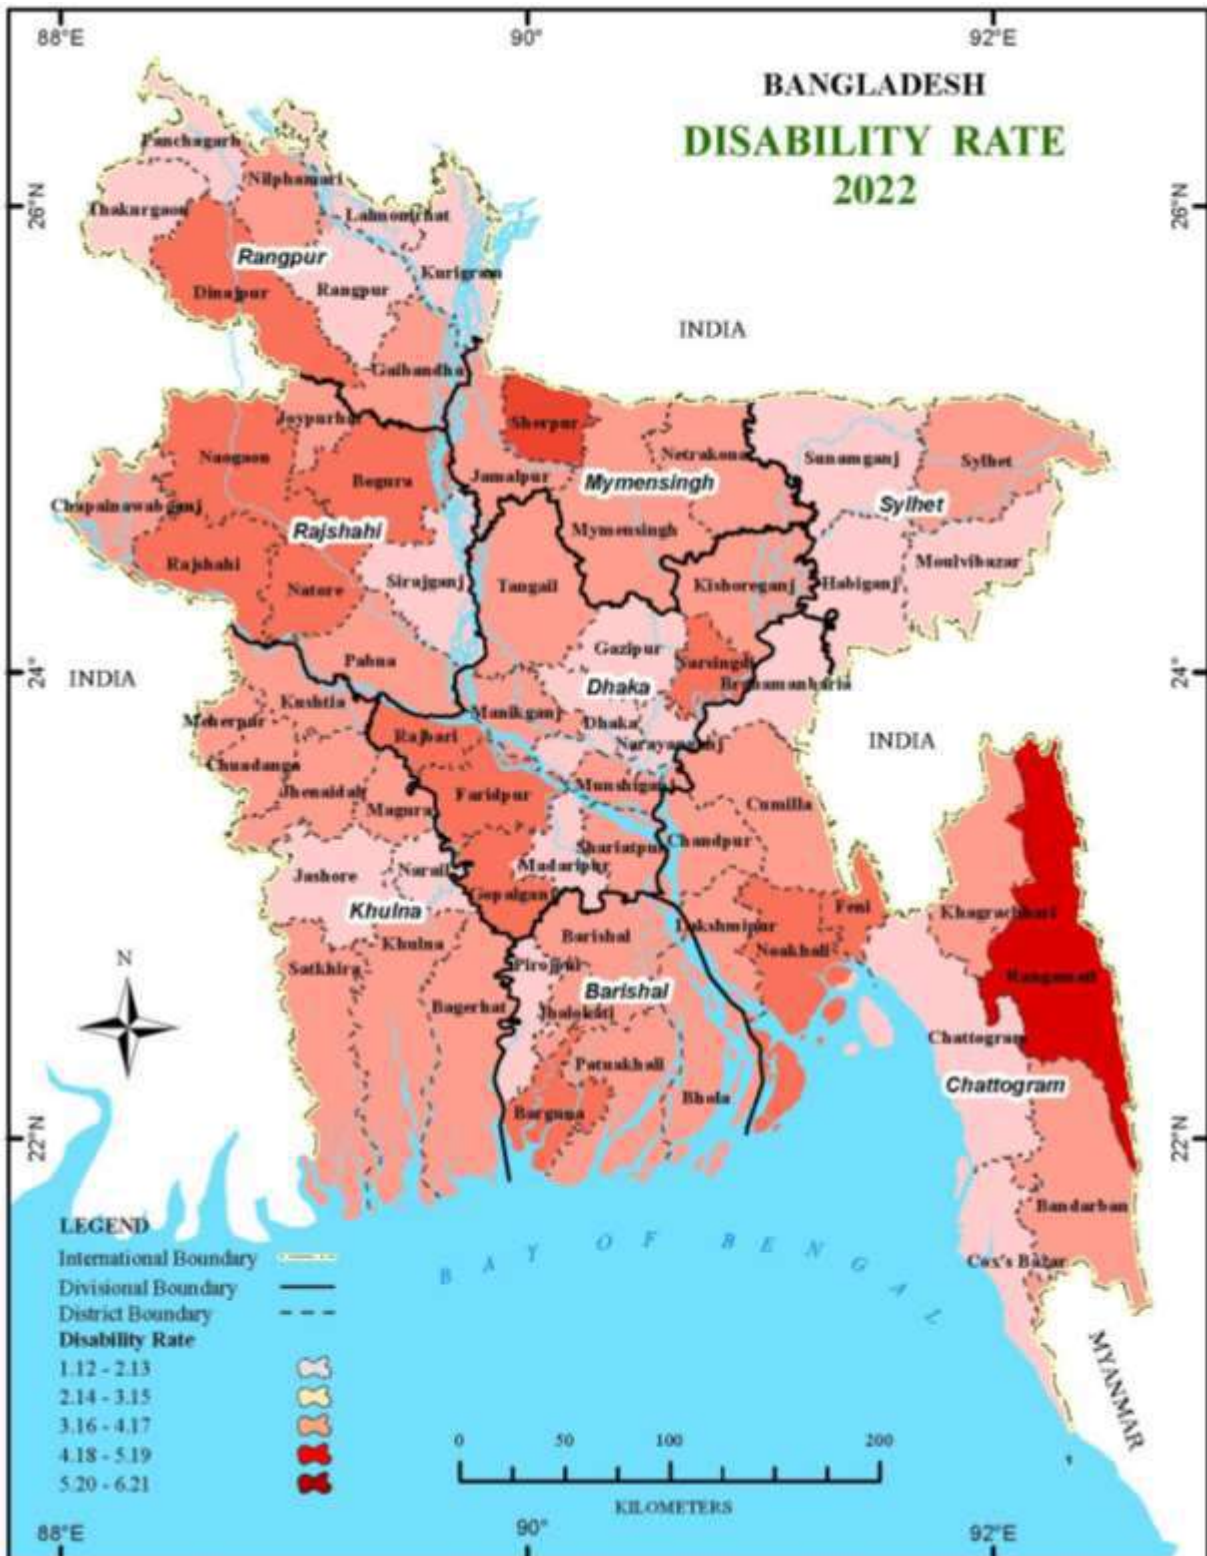 88°E
90°
92°E
BANGLADESH
DISABILITY RATE
2022
26°N
26°N
Panchagarh
Nilphamari
Thakurgaon
Lalmonirhat
Rangpur
Kurigram
Dinajpur
Rangpur
INDIA
Gaibandha
Joypurhat
Sherpur
Naogaon
Netrakona
Sunamganj
Sylhet
Bogura
Jamalpur
Mymensingh
Chapainawabganj
Sylhet
Rajshahi
Mymensingh
Rajshahi
Moulvibazar
Natore
Sirajganj
Tangail
Kishoreganj
Habiganj
Gazipur
24°
INDIA
Pabna
Narsingdi
24°
Dhaka
Brahamanbaria
Kushtia
Manikganj
Meherpur
Dhaka
Rajbari
Narayanganj
INDIA
Chuadanga
Jhenaidah
Faridpur
Munshiganj
Magura
Cumilla
Shariatpur
Chandpur
Jashore
Narail
Madaripur
Gopalganj
Khulna
Feni
Khagrachhari
Lakshmipur
Khulna
Barishal
Noakhali
N
Satkhira
Pirojpur
Rangamati
Barishal
Bagerhat
Jhalokati
Chattogram
Patuakhali
Chattogram
Bhola
Barguna
22°N
22°N
Bandarban
LEGEND
International Boundary
BAY OF BENGAL
Cox's Bazar
Divisional Boundary
District Boundary
Disability Rate
1.12 - 2.13
2.14 - 3.15
3.16 - 4.17
4.18 - 5.19
5.20 - 6.21
MYANMAR
0 50 100 200
KILOMETERS
88°E
90°
92°E